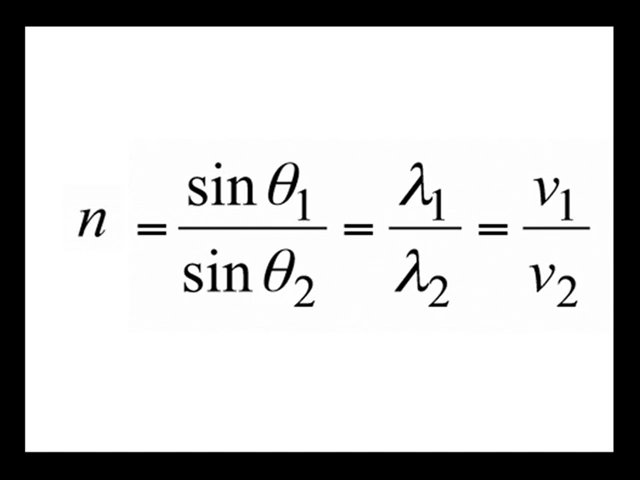 n = sin θ₁ / sin θ₂ = λ₁ / λ₂ = v₁ / v₂